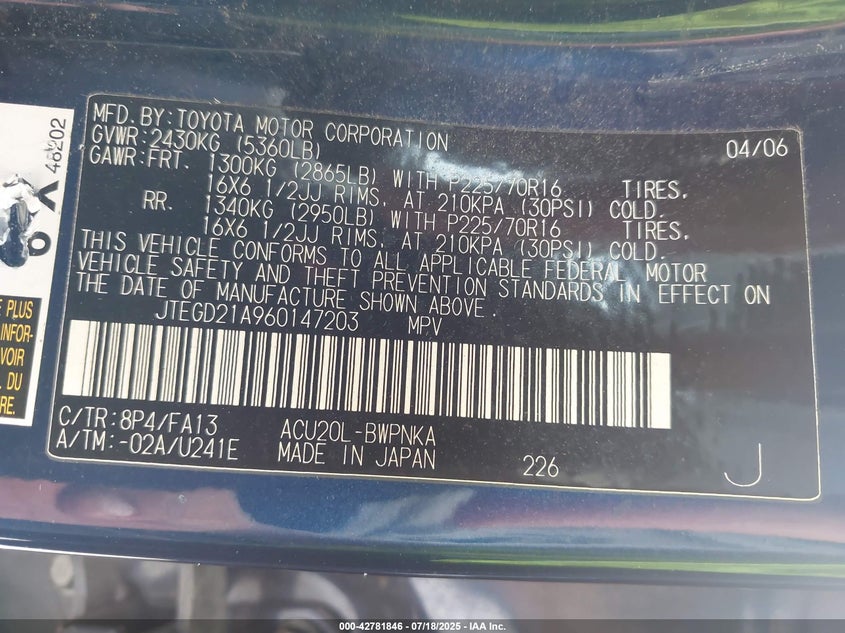 MFD. BY: TOYOTA MOTOR CORPORATION 04/06
GVWR: 2430KG (5360LB)
GAWR: FRT. 1300KG (2865LB) WITH P225/70R16 TIRES,
16X6 1/2JJ RIMS, AT 210KPA (30PSI) COLD.
RR. 1340KG (2950LB) WITH P225/70R16 TIRES,
16X6 1/2JJ RIMS, AT 210KPA (30PSI) COLD.
THIS VEHICLE CONFORMS TO ALL APPLICABLE FEDERAL MOTOR
VEHICLE SAFETY AND THEFT PREVENTION STANDARDS IN EFFECT ON
THE DATE OF MANUFACTURE SHOWN ABOVE.
JTEGD21A960147203 MPV
C/TR: 8P4/FA13 ACU20L-BWPNKA
A/TM: -02A/U241E MADE IN JAPAN 226 J
48202
PLUS
INFOR-
VOIR
DU
RE.
000-42781846 - 07/18/2025 - IAA Inc.